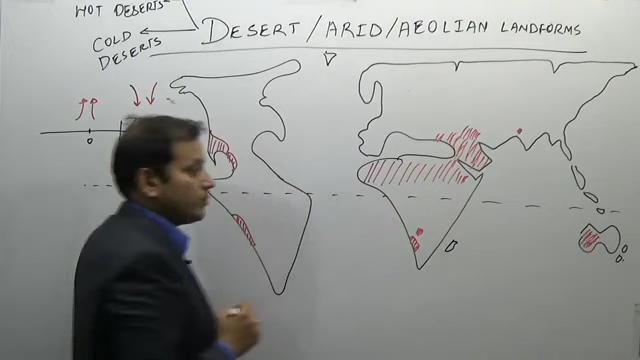 HOT DESERTS
COLD DESERTS
DESERT/ARID/AEOLIAN LANDFORMS
0